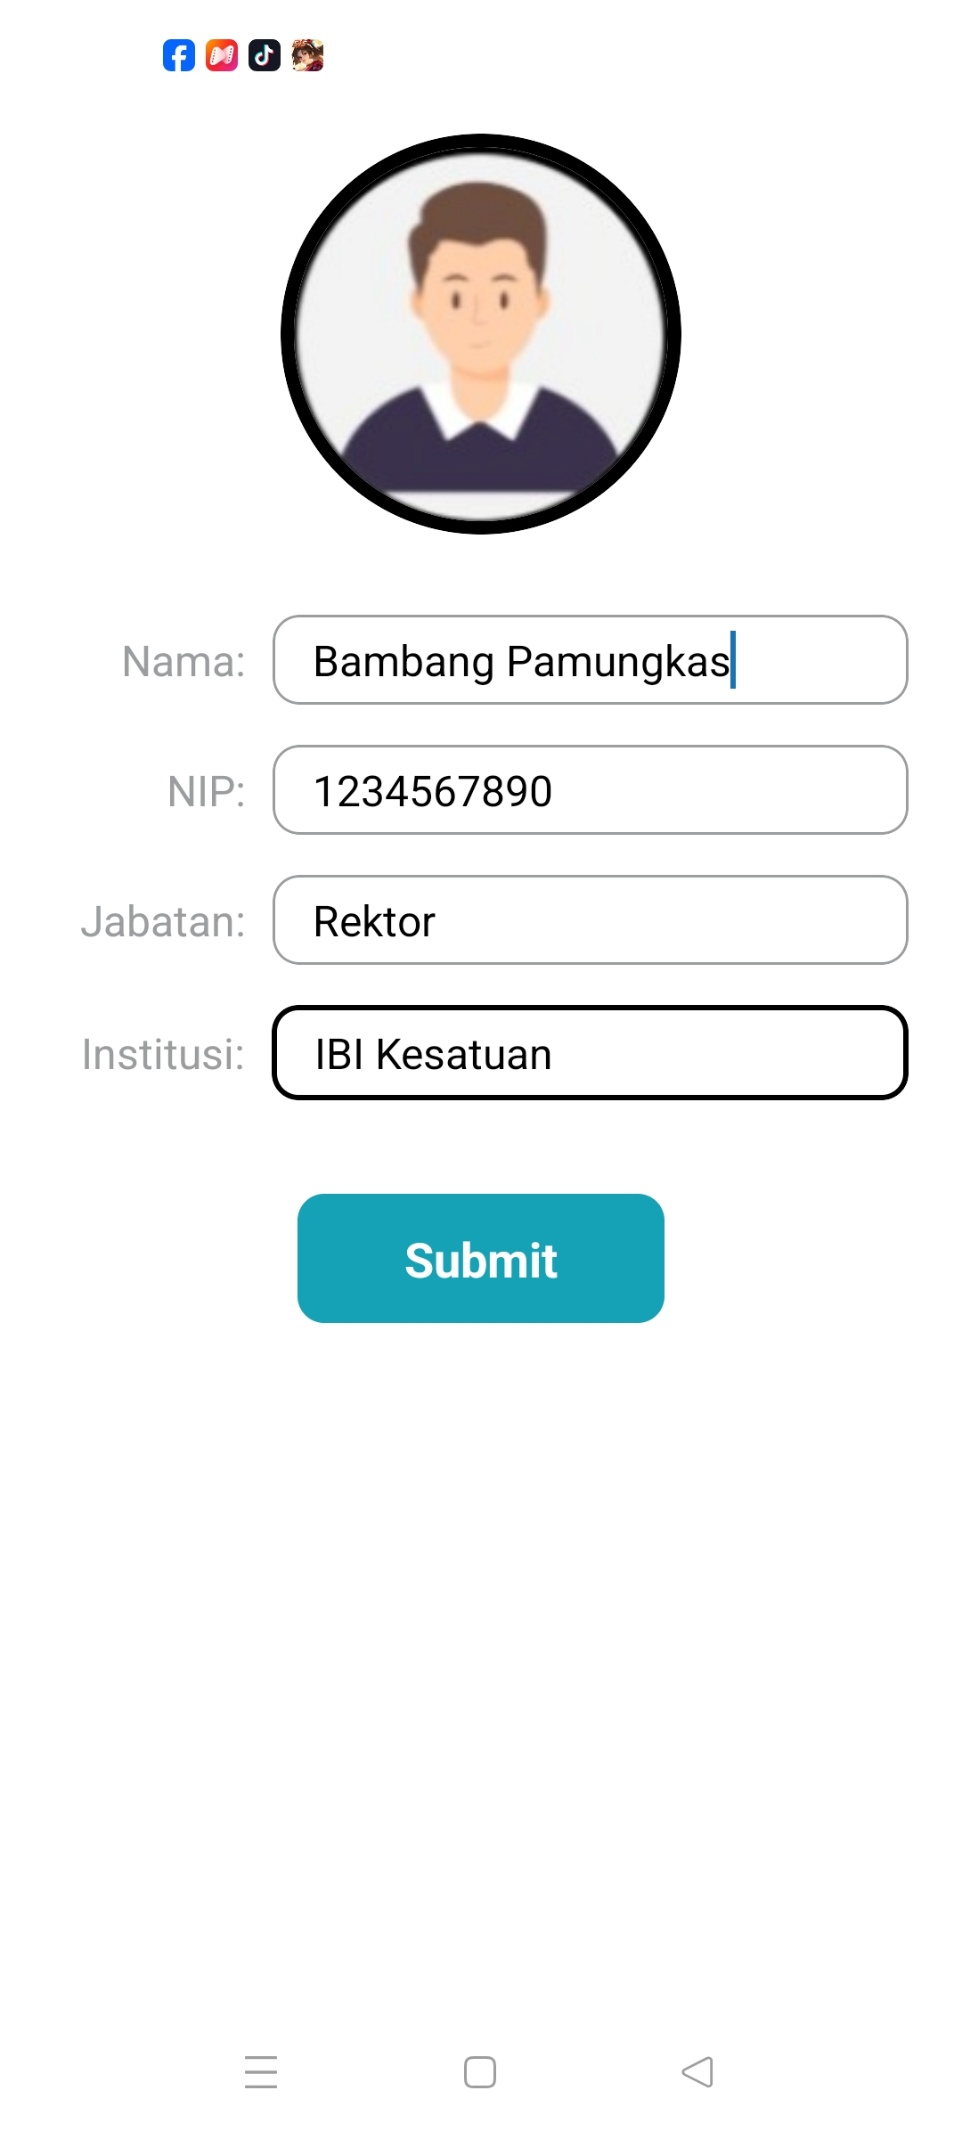 Nama: Bambang Pamungkas
NIP: 1234567890
Jabatan: Rektor
Institusi: IBI Kesatuan
Submit